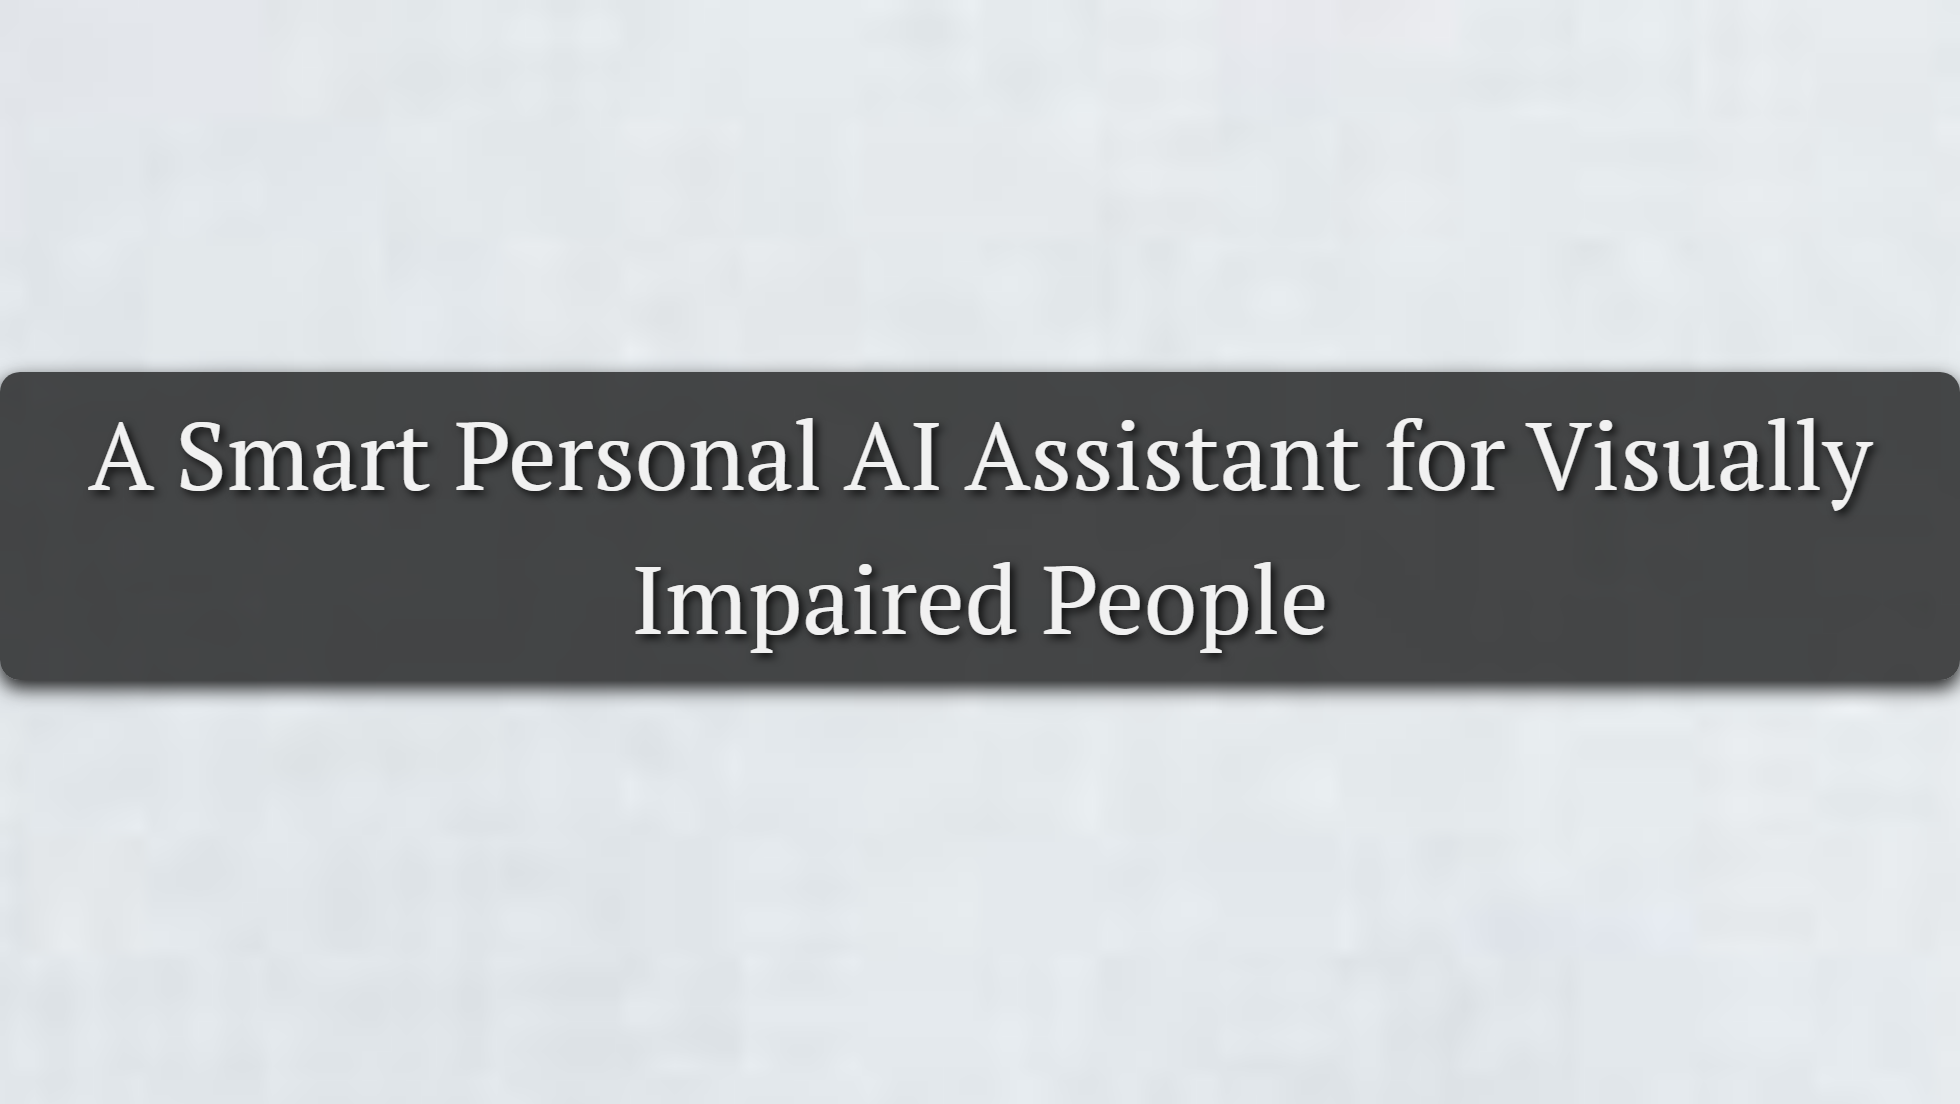 A Smart Personal AI Assistant for Visually
Impaired People